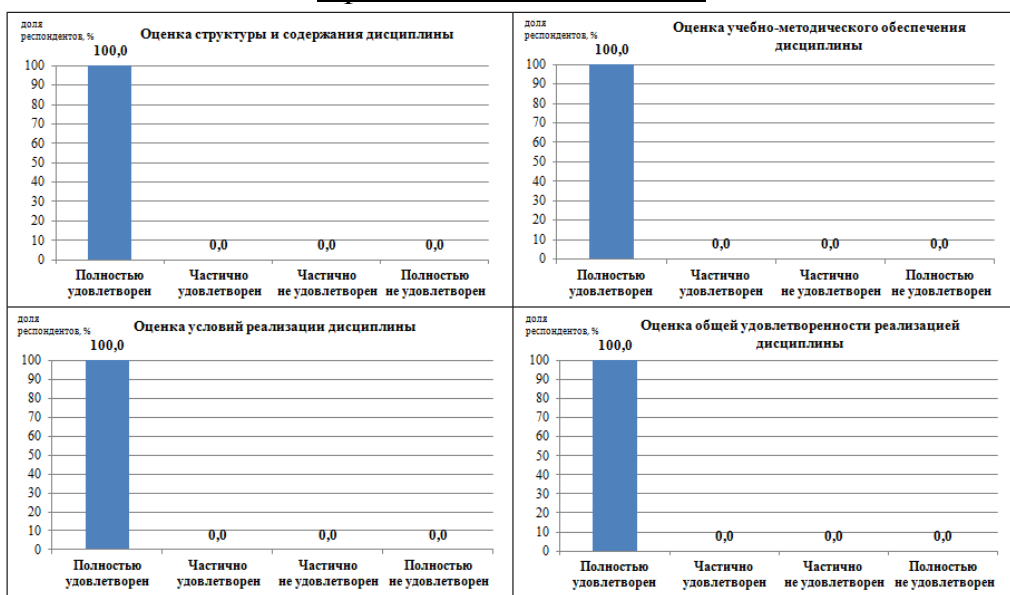 доля
респондентов, %
Оценка структуры и содержания дисциплины
100,0
100
90
80
70
60
50
40
30
20
10
0
0,0
0,0
0,0
Полностью удовлетворен
Частично удовлетворен
Частично не удовлетворен
Полностью не удовлетворен
доля
респондентов, %
Оценка учебно-методического обеспечения
дисциплины
100,0
100
90
80
70
60
50
40
30
20
10
0
0,0
0,0
0,0
Полностью удовлетворен
Частично удовлетворен
Частично не удовлетворен
Полностью не удовлетворен
доля
респондентов, %
Оценка условий реализации дисциплины
100,0
100
90
80
70
60
50
40
30
20
10
0
0,0
0,0
0,0
Полностью удовлетворен
Частично удовлетворен
Частично не удовлетворен
Полностью не удовлетворен
доля
респондентов, %
Оценка общей удовлетворенности реализацией
дисциплины
100,0
100
90
80
70
60
50
40
30
20
10
0
0,0
0,0
0,0
Полностью удовлетворен
Частично удовлетворен
Частично не удовлетворен
Полностью не удовлетворен